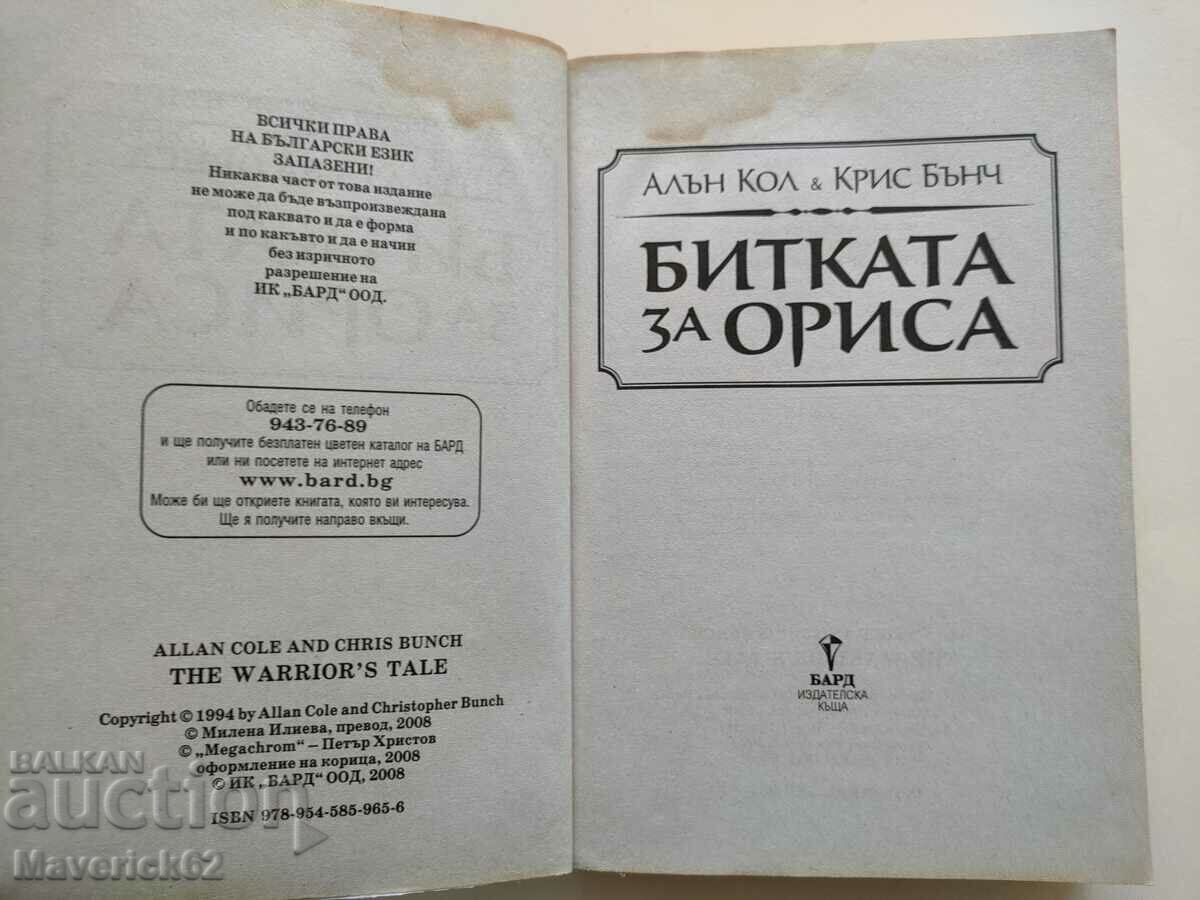 ВСИЧКИ ПРАВА
НА БЪЛГАРСКИ ЕЗИК
ЗАПАЗЕНИ!
Никаква част от това издание
не може да бъде възпроизвеждана
под каквато и да е форма
и по какъвто и да е начин
без изричното
разрешение на
ИК „БАРД“ ООД.
Обадете се на телефон
943-76-89
и ще получите безплатен цветен каталог на БАРД
или ни посетете на интернет адрес
www.bard.bg
Може би ще откриете книгата, която ви интересува.
Ще я получите направо вкъщи.
ALLAN COLE AND CHRIS BUNCH
THE WARRIOR'S TALE
Copyright © 1994 by Allan Cole and Christopher Bunch
© Милена Илиева, превод, 2008
© „Megachrom“ – Петър Христов
оформление на корица, 2008
© ИК „БАРД“ ООД, 2008
ISBN 978-954-585-965-6
АЛЪН КОЛ & КРИС БЪНЧ
БИТКАТА
ЗА ОРИСА
БАРД
ИЗДАТЕЛСКА
КЪЩА
BALKAN
auction
Maverick62